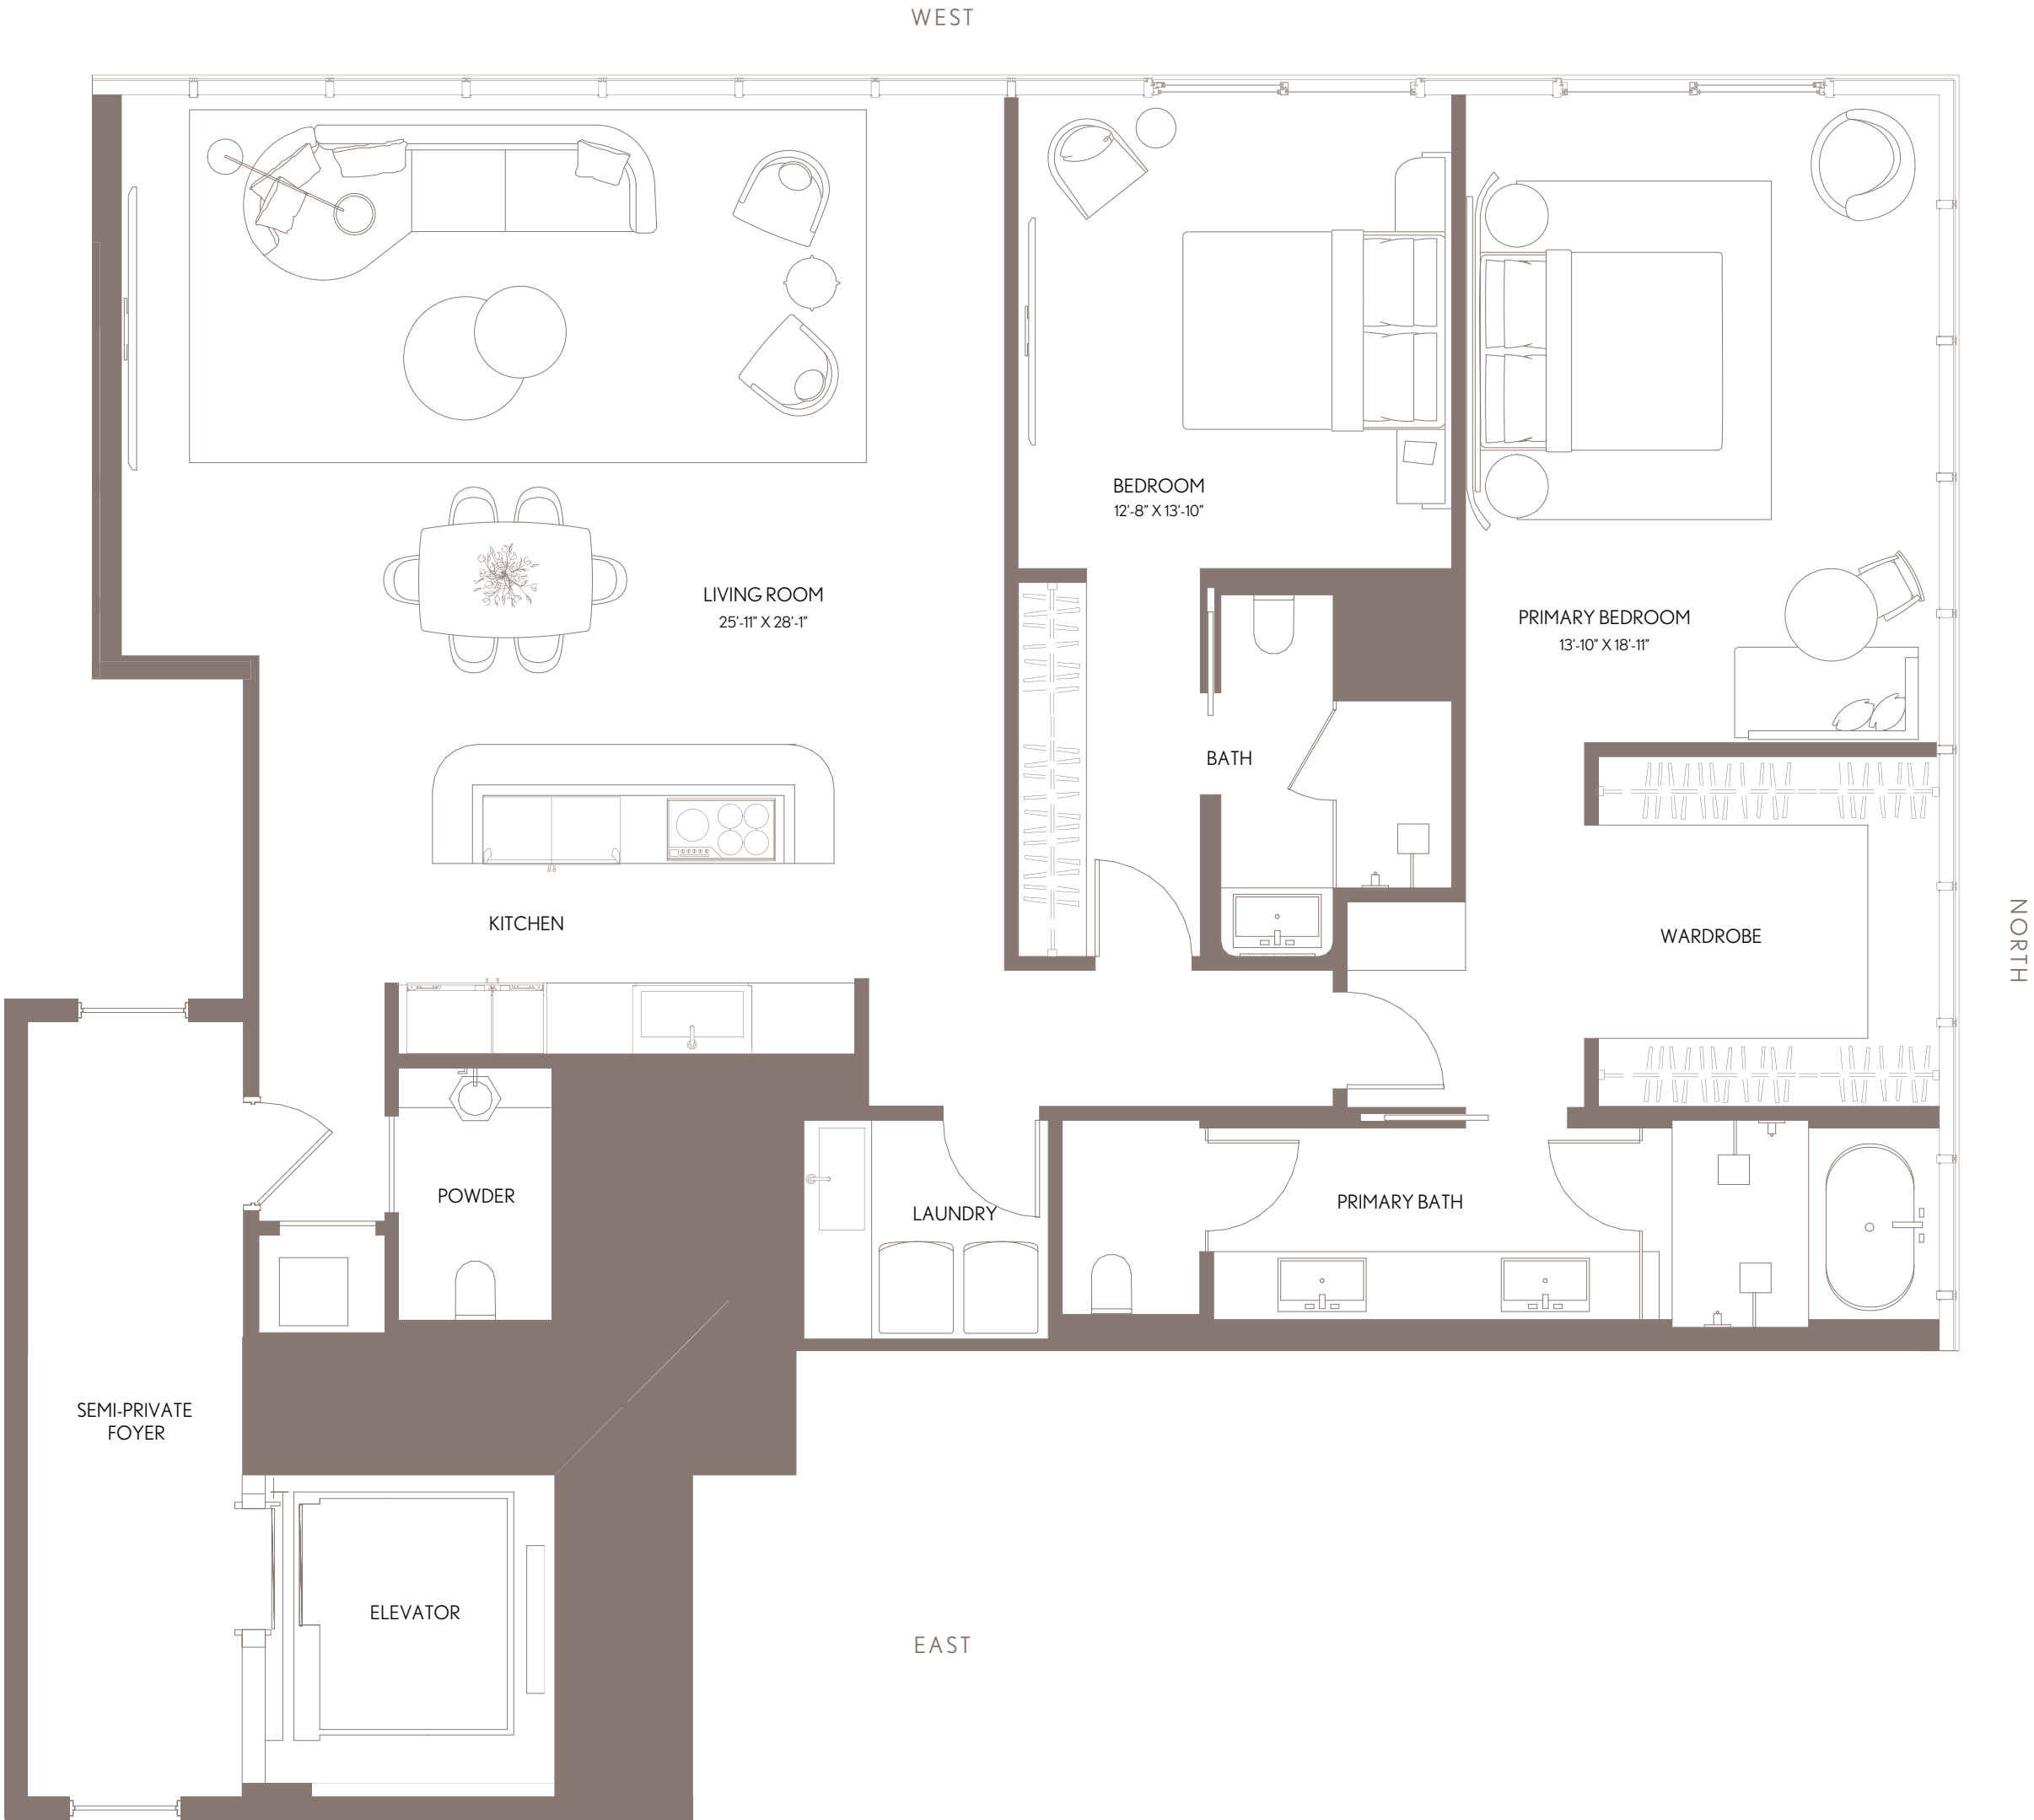 WEST
BEDROOM
12'-8" X 13'-10"
LIVING ROOM
25'-11" X 28'-1"
PRIMARY BEDROOM
13'-10" X 18'-11"
BATH
KITCHEN
WARDROBE
NORTH
POWDER
LAUNDRY
PRIMARY BATH
SEMI-PRIVATE
FOYER
ELEVATOR
EAST